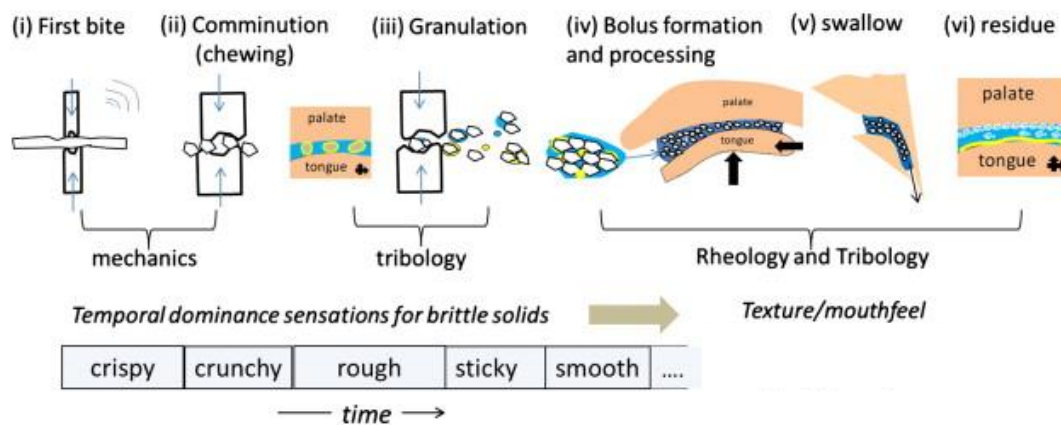 (i) First bite
(ii) Comminution
(chewing)
(iii) Granulation
(iv) Bolus formation
and processing
(v) swallow
(vi) residue
palate
tongue
palate
tongue
palate
tongue
mechanics
tribology
Rheology and Tribology
Temporal dominance sensations for brittle solids
Texture/mouthfeel
crispy
crunchy
rough
sticky
smooth
....
time